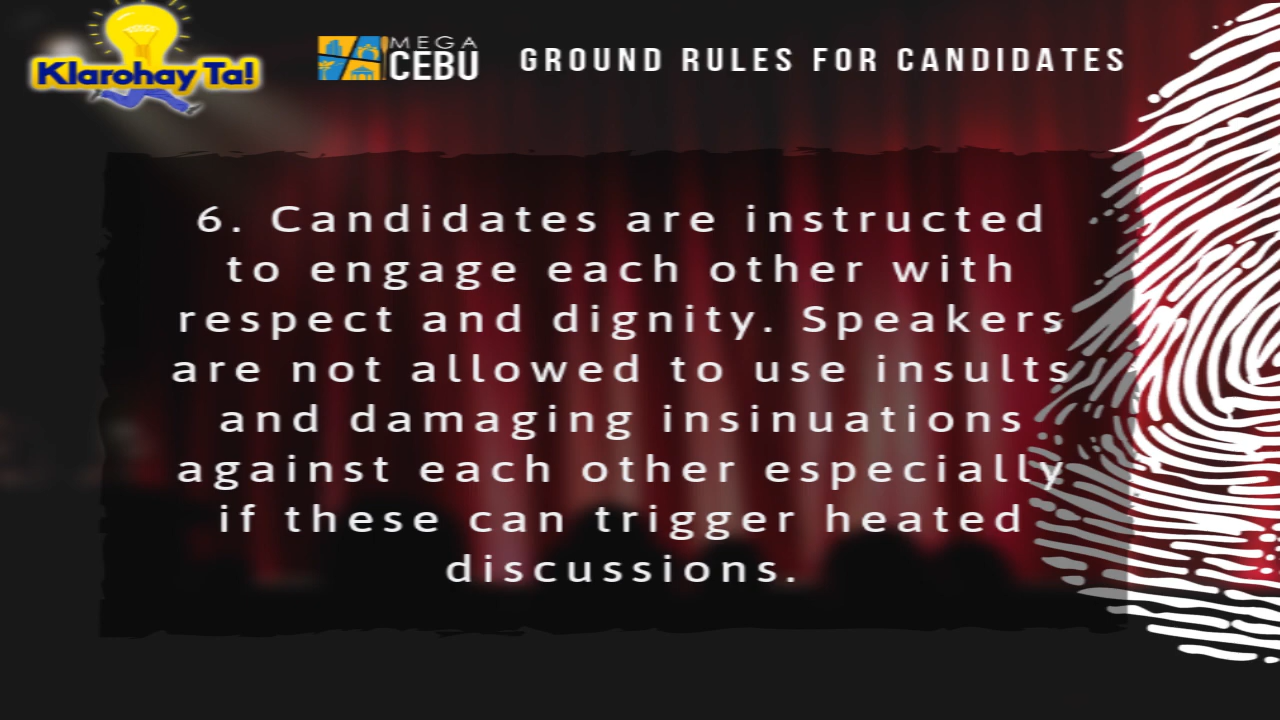 Klarohay Ta!
MEGA
CEBU
GROUND RULES FOR CANDIDATES
6. Candidates are instructed
to engage each other with
respect and dignity. Speakers
are not allowed to use insults
and damaging insinuations
against each other especially
if these can trigger heated
discussions.